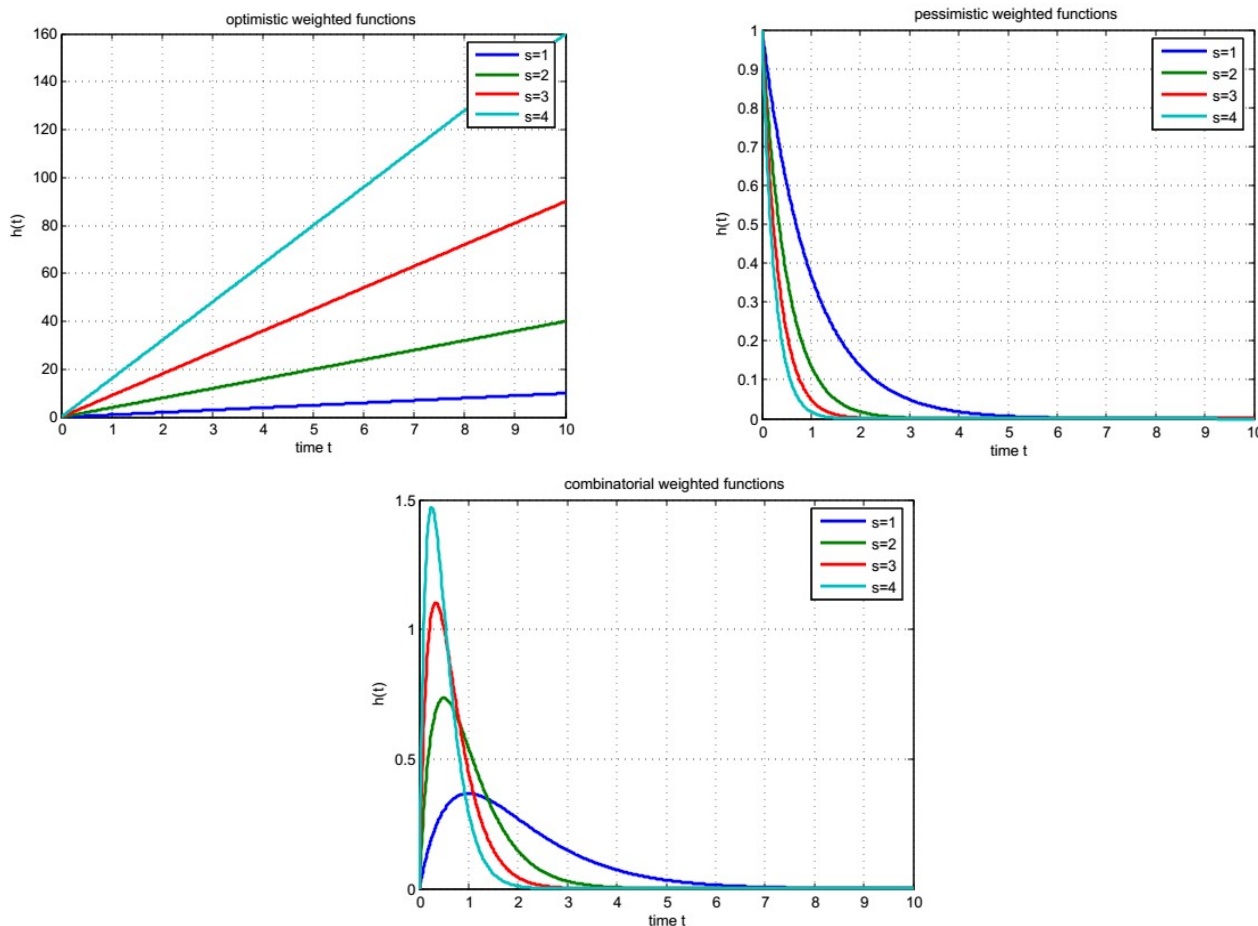 optimistic weighted functions
160
140
120
100
80
60
40
20
0
h(t)
s=1
s=2
s=3
s=4
0 1 2 3 4 5 6 7 8 9 10
time t
pessimistic weighted functions
1
0.9
0.8
0.7
0.6
0.5
0.4
0.3
0.2
0.1
0
h(t)
s=1
s=2
s=3
s=4
0 1 2 3 4 5 6 7 8 9 10
time t
combinatorial weighted functions
1.5
1
0.5
0
h(t)
s=1
s=2
s=3
s=4
0 1 2 3 4 5 6 7 8 9 10
time t